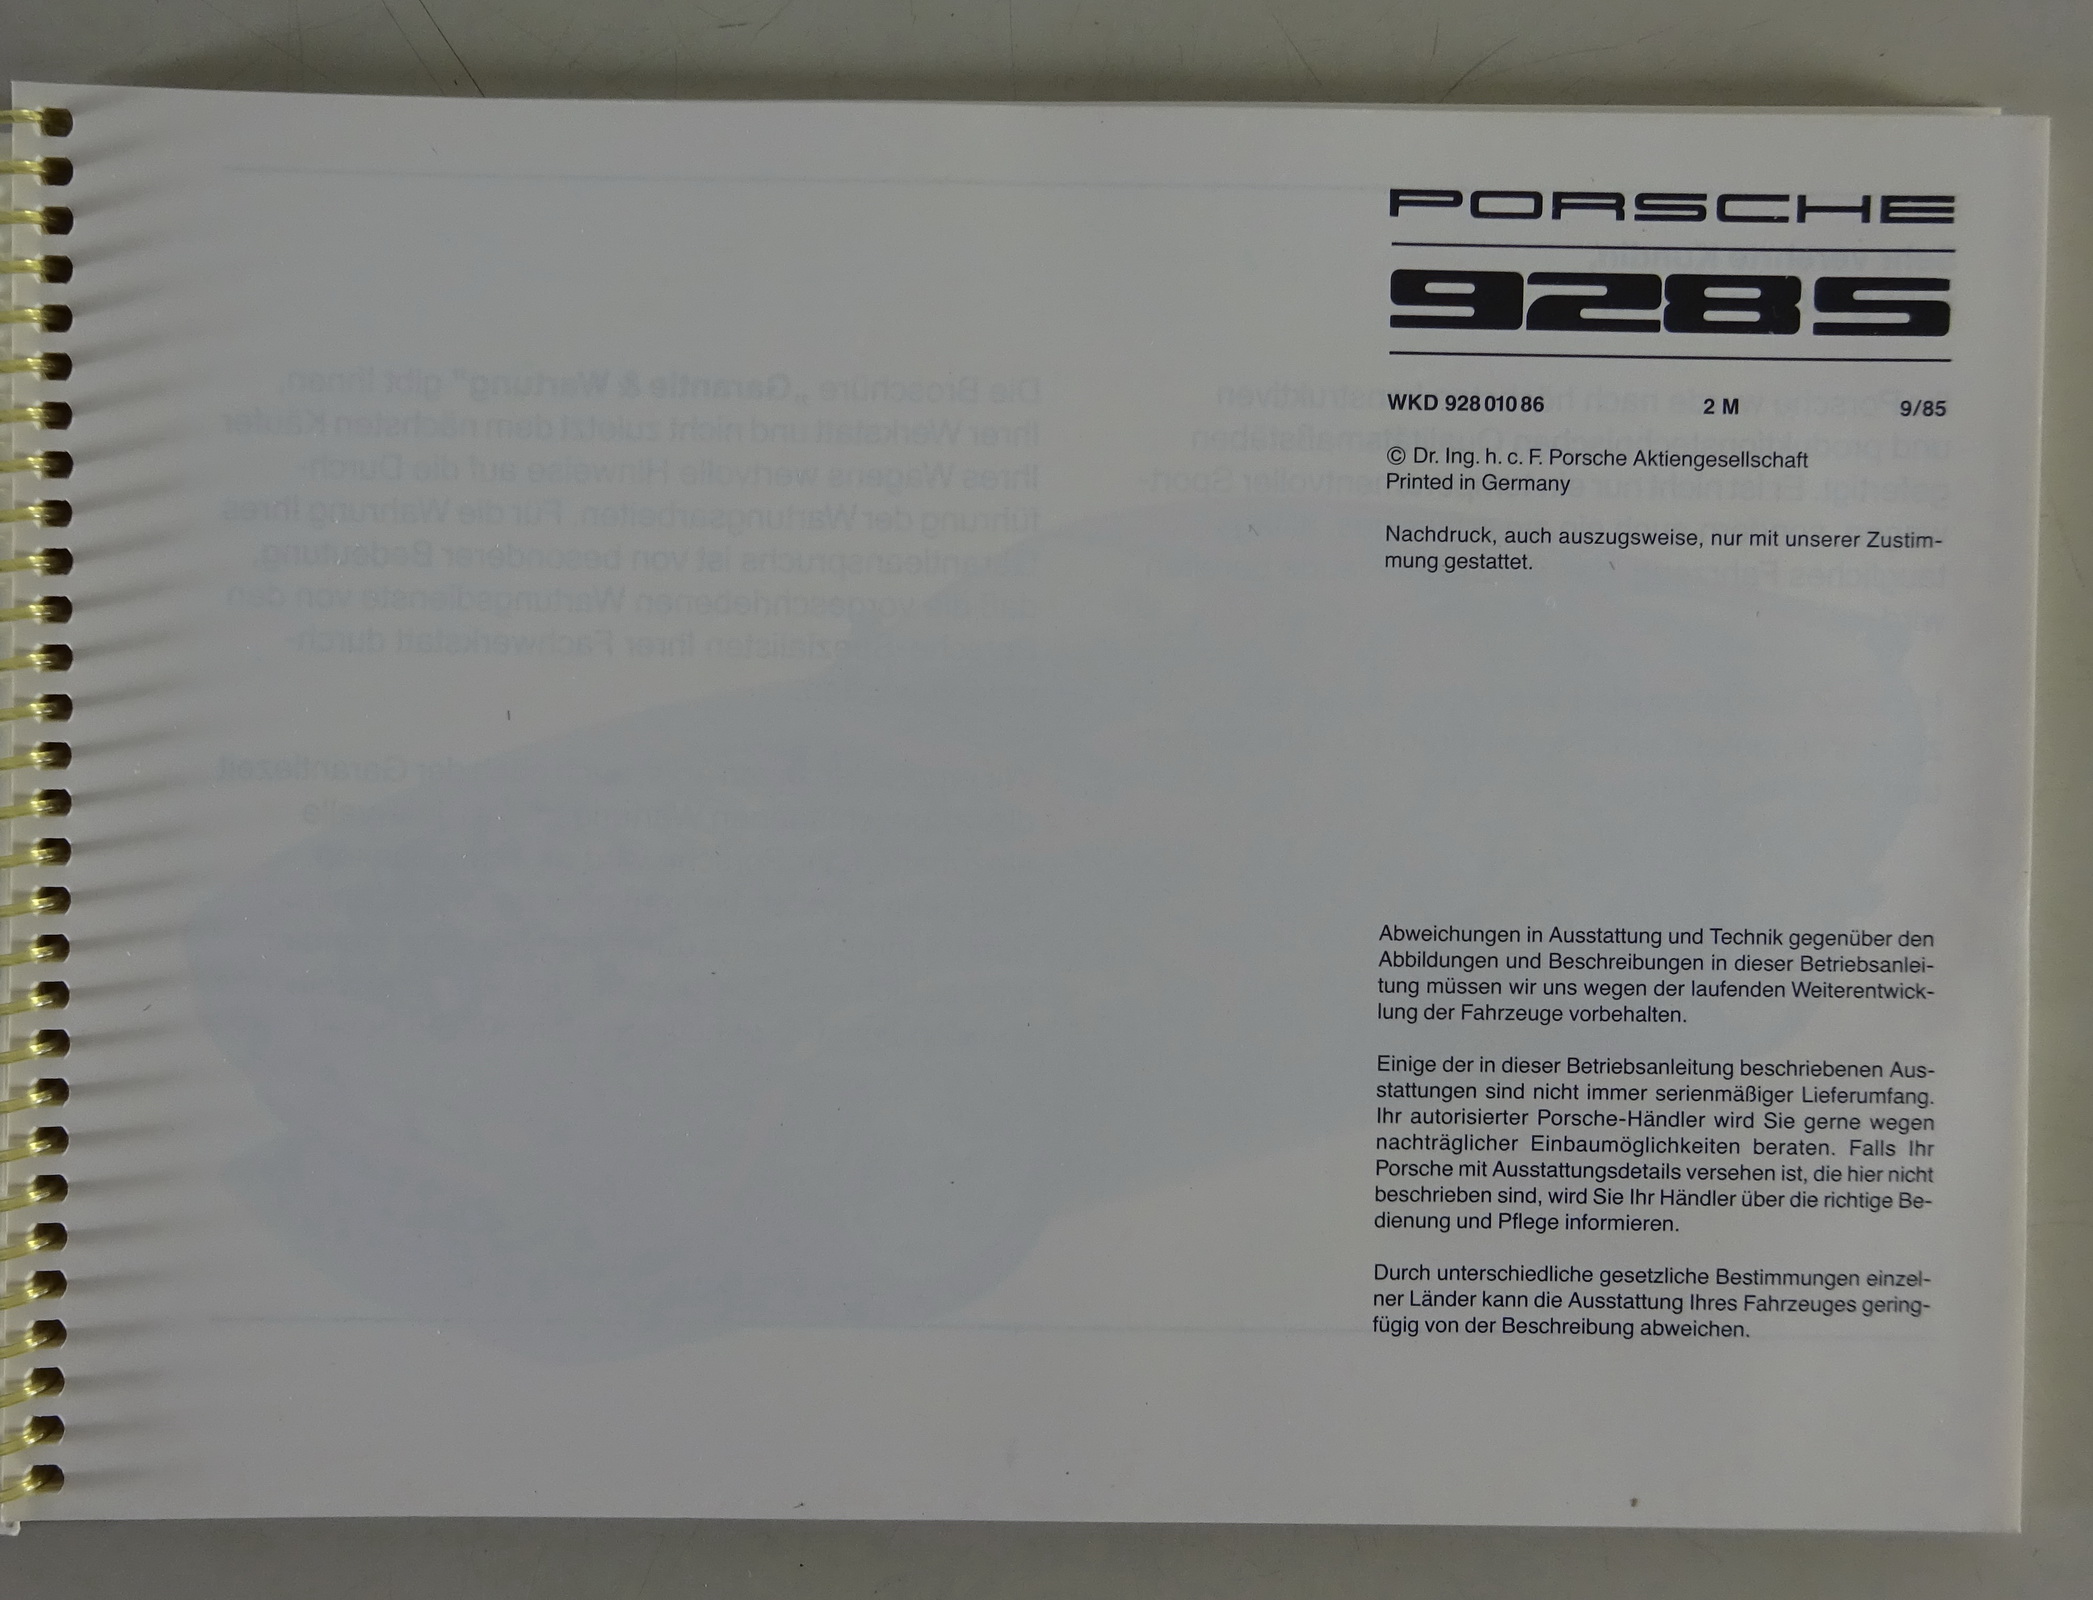 PORSCHE
928 S
WKD 928 010 86 2 M 9/85
© Dr. Ing. h. c. F. Porsche Aktiengesellschaft
Printed in Germany
Nachdruck, auch auszugsweise, nur mit unserer Zustim-
mung gestattet.
Abweichungen in Ausstattung und Technik gegenüber den
Abbildungen und Beschreibungen in dieser Betriebsanlei-
tung müssen wir uns wegen der laufenden Weiterentwick-
lung der Fahrzeuge vorbehalten.
Einige der in dieser Betriebsanleitung beschriebenen Aus-
stattungen sind nicht immer serienmäßiger Lieferumfang.
Ihr autorisierter Porsche-Händler wird Sie gerne wegen
nachträglicher Einbaumöglichkeiten beraten. Falls Ihr
Porsche mit Ausstattungsdetails versehen ist, die hier nicht
beschrieben sind, wird Sie Ihr Händler über die richtige Be-
dienung und Pflege informieren.
Durch unterschiedliche gesetzliche Bestimmungen einzel-
ner Länder kann die Ausstattung Ihres Fahrzeuges gering-
fügig von der Beschreibung abweichen.